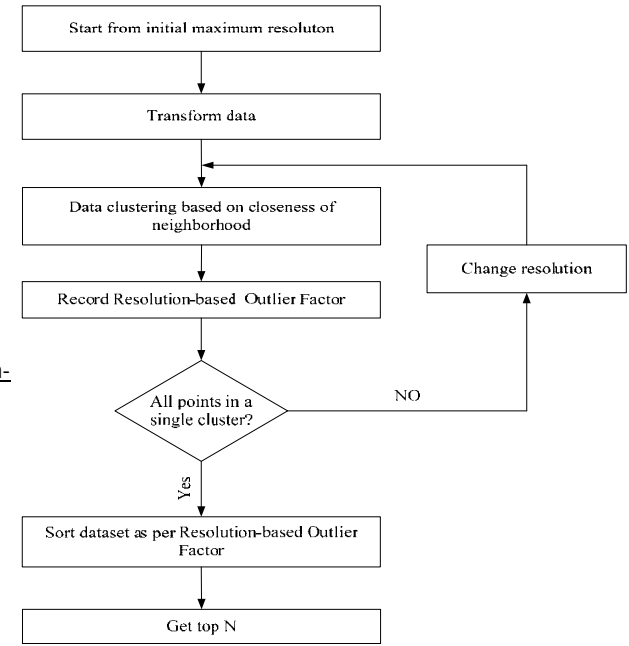 Start from initial maximum resoluton
Transform data
Data clustering based on closeness of
neighborhood
Change resolution
Record Resolution-based Outlier Factor
All points in a
single cluster?
NO
Yes
Sort dataset as per Resolution-based Outlier
Factor
Get top N